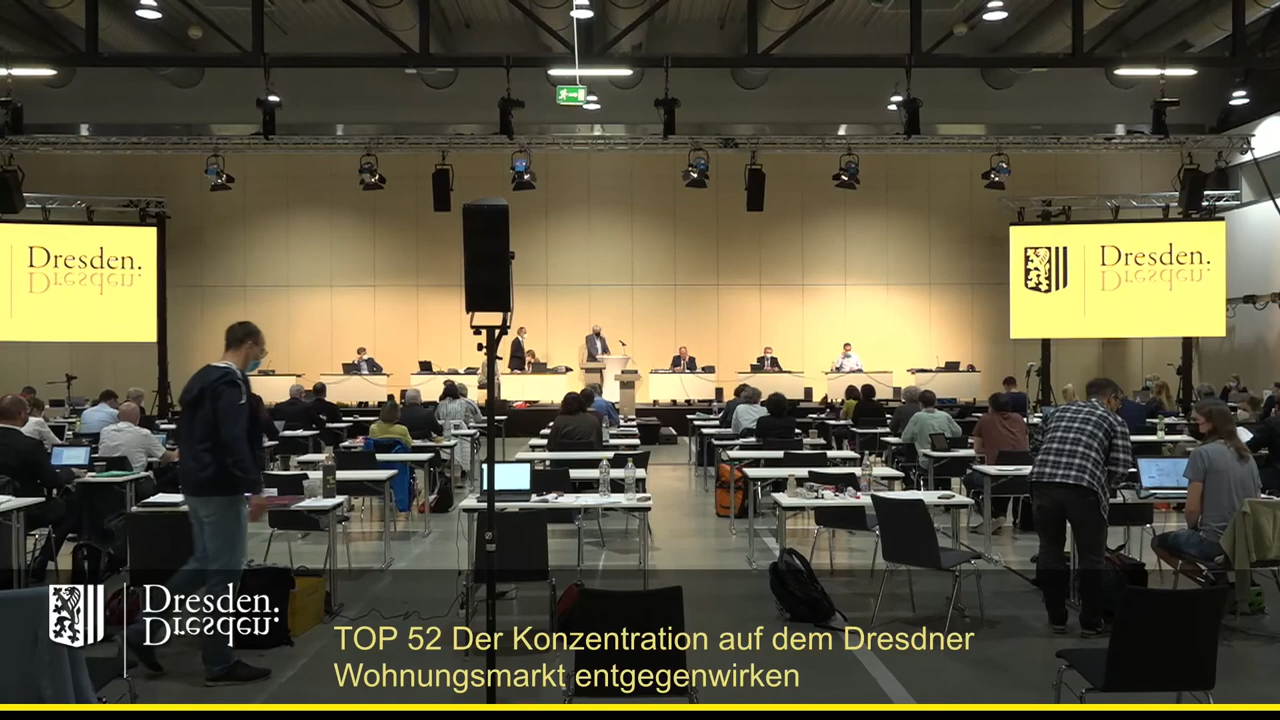 Dresden.
Dresden.
Dresden.
Dresden.
Dresden.
Dresden.
TOP 52 Der Konzentration auf dem Dresdner
Wohnungsmarkt entgegenwirken